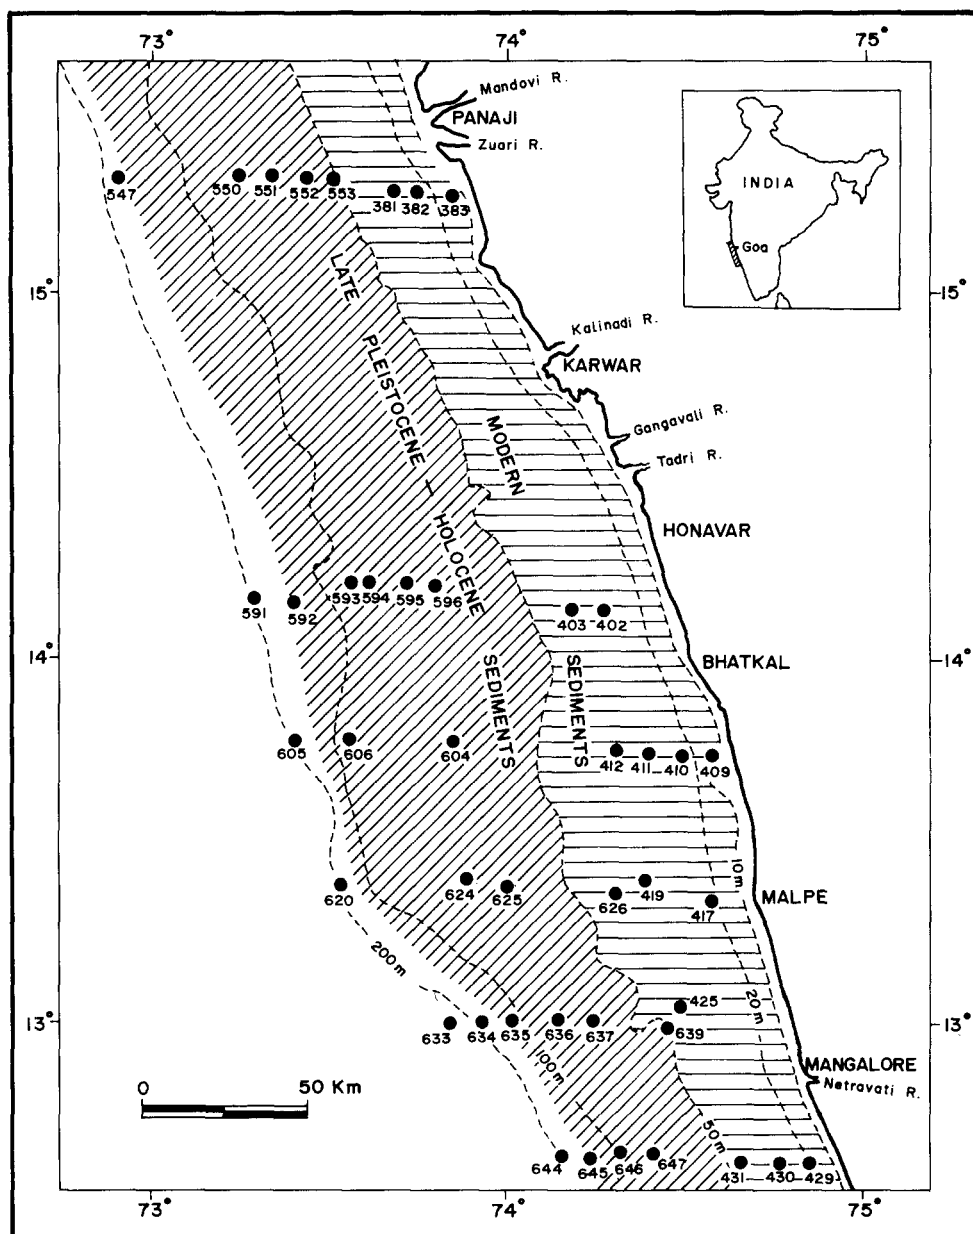 73°
74°
75°
Mandovi R.
PANAJI
Zuari R.
INDIA
Goa
547
550
551
552
553
381
382
383
15°
15°
LATE PLEISTOCENE – HOLOCENE SEDIMENTS
MODERN SEDIMENTS
Kalinadi R.
KARWAR
Gangavali R.
Tadri R.
HONAVAR
591
592
593
594
595
596
403
402
14°
14°
BHATKAL
605
606
604
412
411
410
409
620
624
625
626
419
417
10m
MALPE
200m
13°
13°
633
634
635
636
637
425
639
20m
100m
MANGALORE
Netravati R.
0 50 Km
50m
644
645
646
647
431
430
429
73°
74°
75°